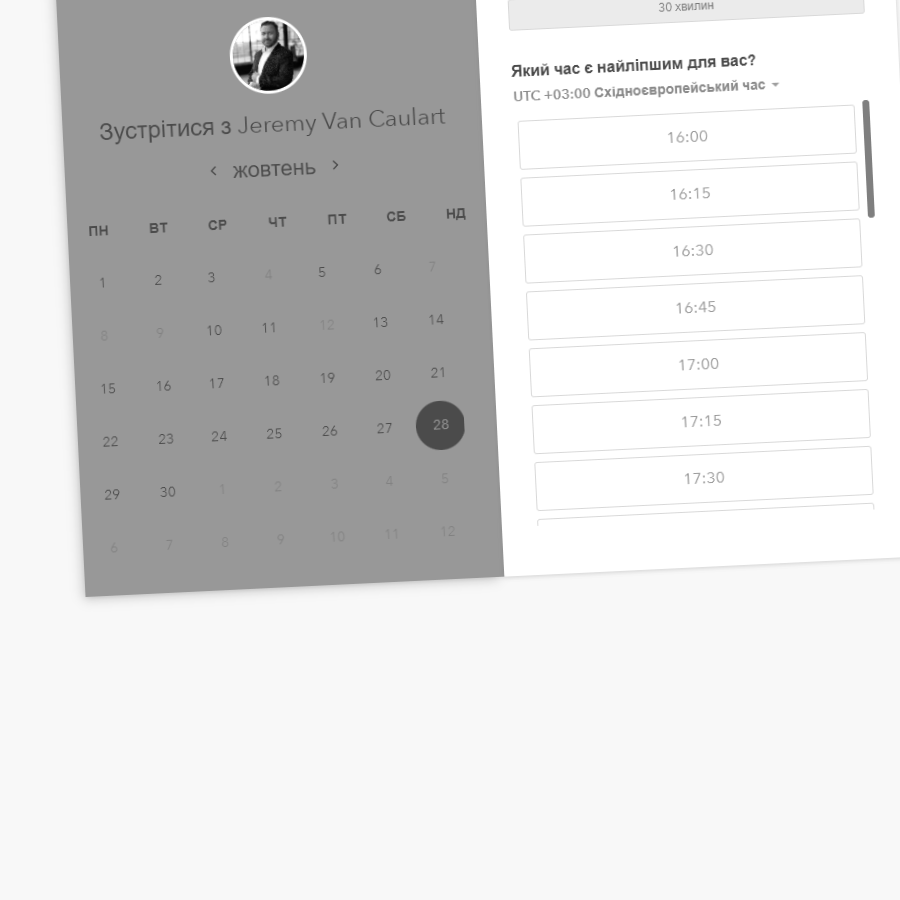 30 хвилин
Зустрітися з Jeremy Van Caulart
‹ жовтень ›
ПН ВТ СР ЧТ ПТ СБ НД
1 2 3 4 5 6 7
8 9 10 11 12 13 14
15 16 17 18 19 20 21
22 23 24 25 26 27 28
29 30 1 2 3 4 5
6 7 8 9 10 11 12
Який час є найліпшим для вас?
UTC +03:00 Східноєвропейський час
16:00
16:15
16:30
16:45
17:00
17:15
17:30